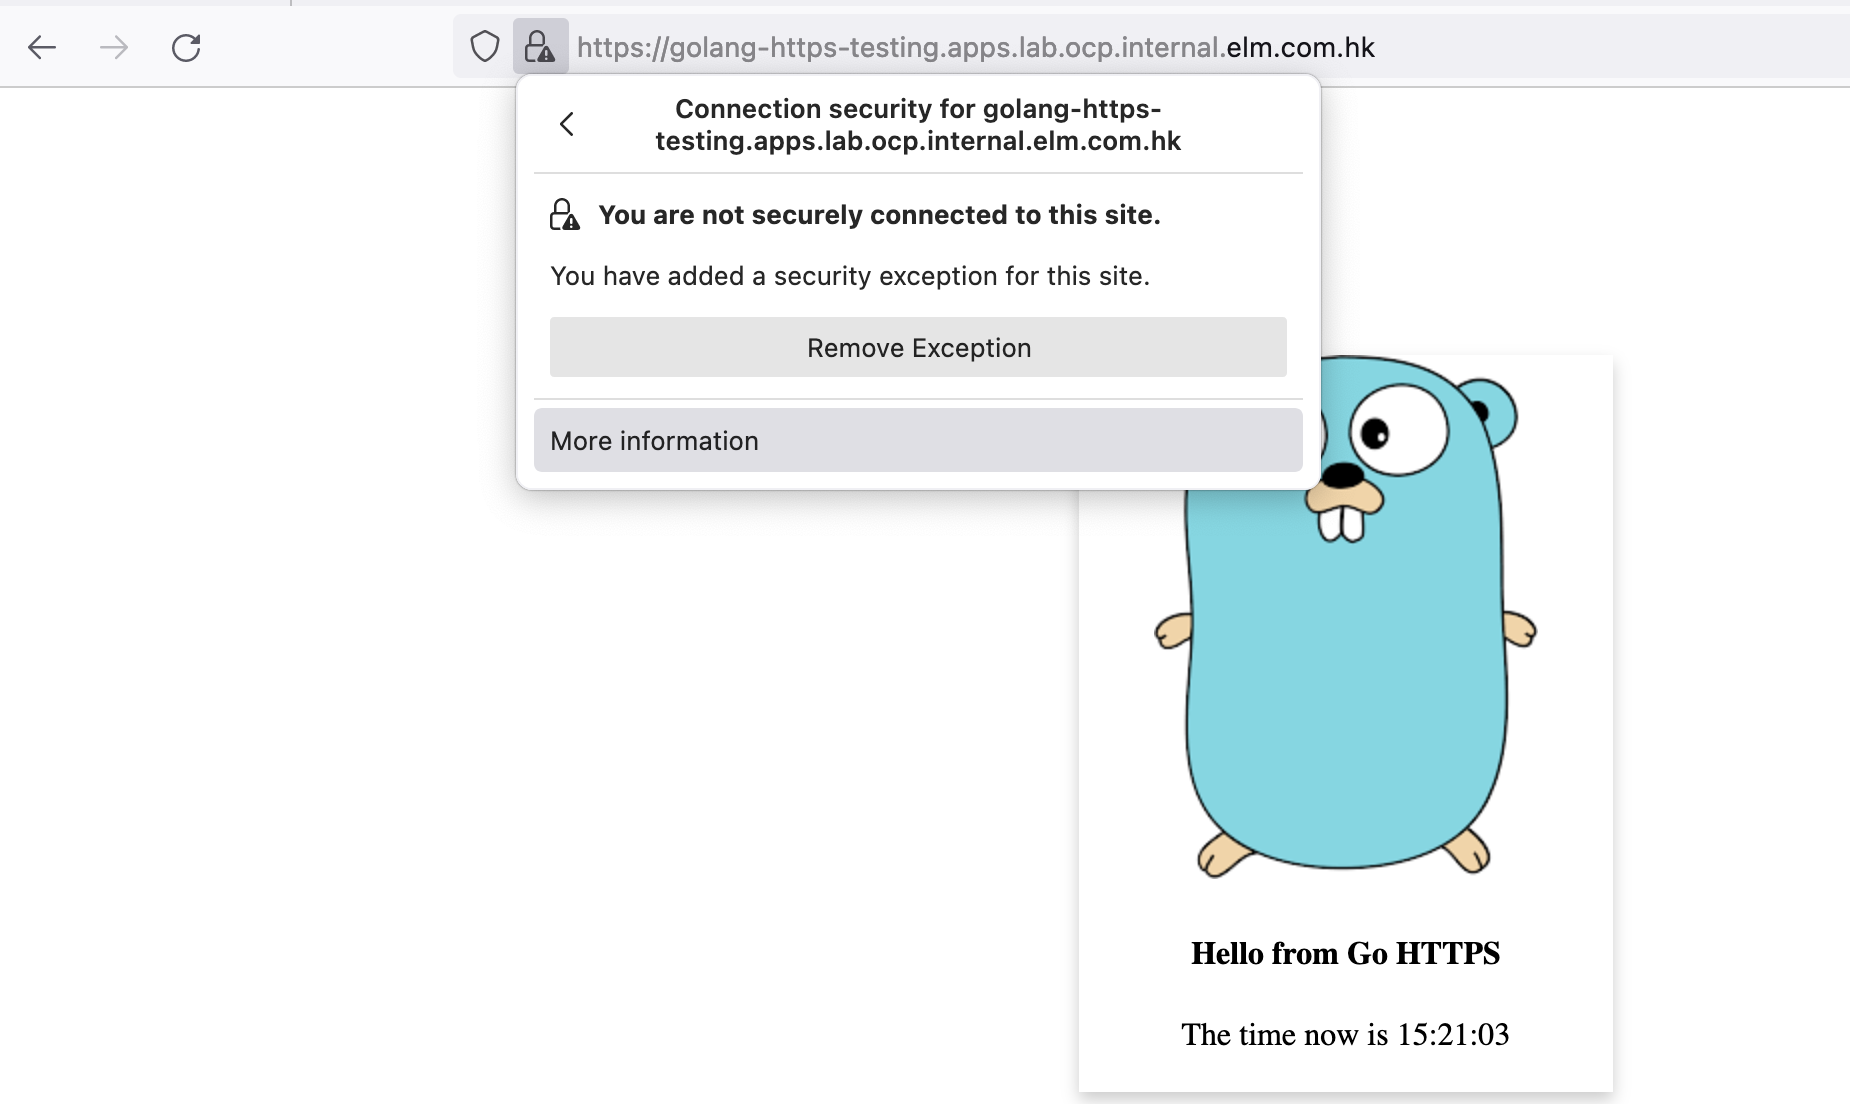 https://golang-https-testing.apps.lab.ocp.internal.elm.com.hk
Connection security for golang-https-
testing.apps.lab.ocp.internal.elm.com.hk
You are not securely connected to this site.
You have added a security exception for this site.
Remove Exception
More information
Hello from Go HTTPS
The time now is 15:21:03